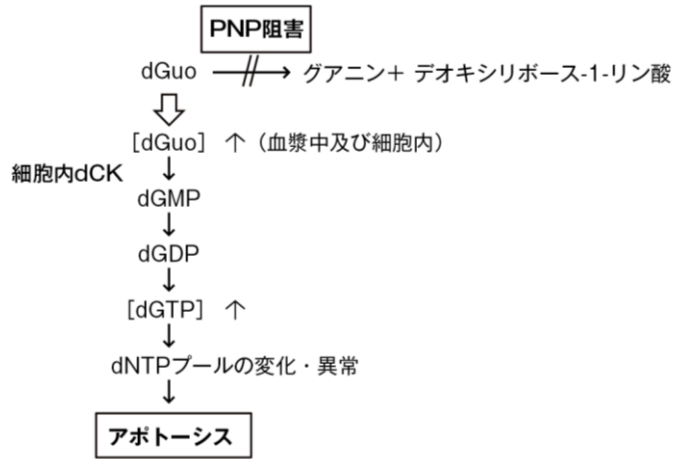 PNP阻害
dGuo グアニン＋ デオキシリボース-1-リン酸
[dGuo] ↑（血漿中及び細胞内）
細胞内dCK
dGMP
dGDP
[dGTP] ↑
dNTPプールの変化・異常
アポトーシス